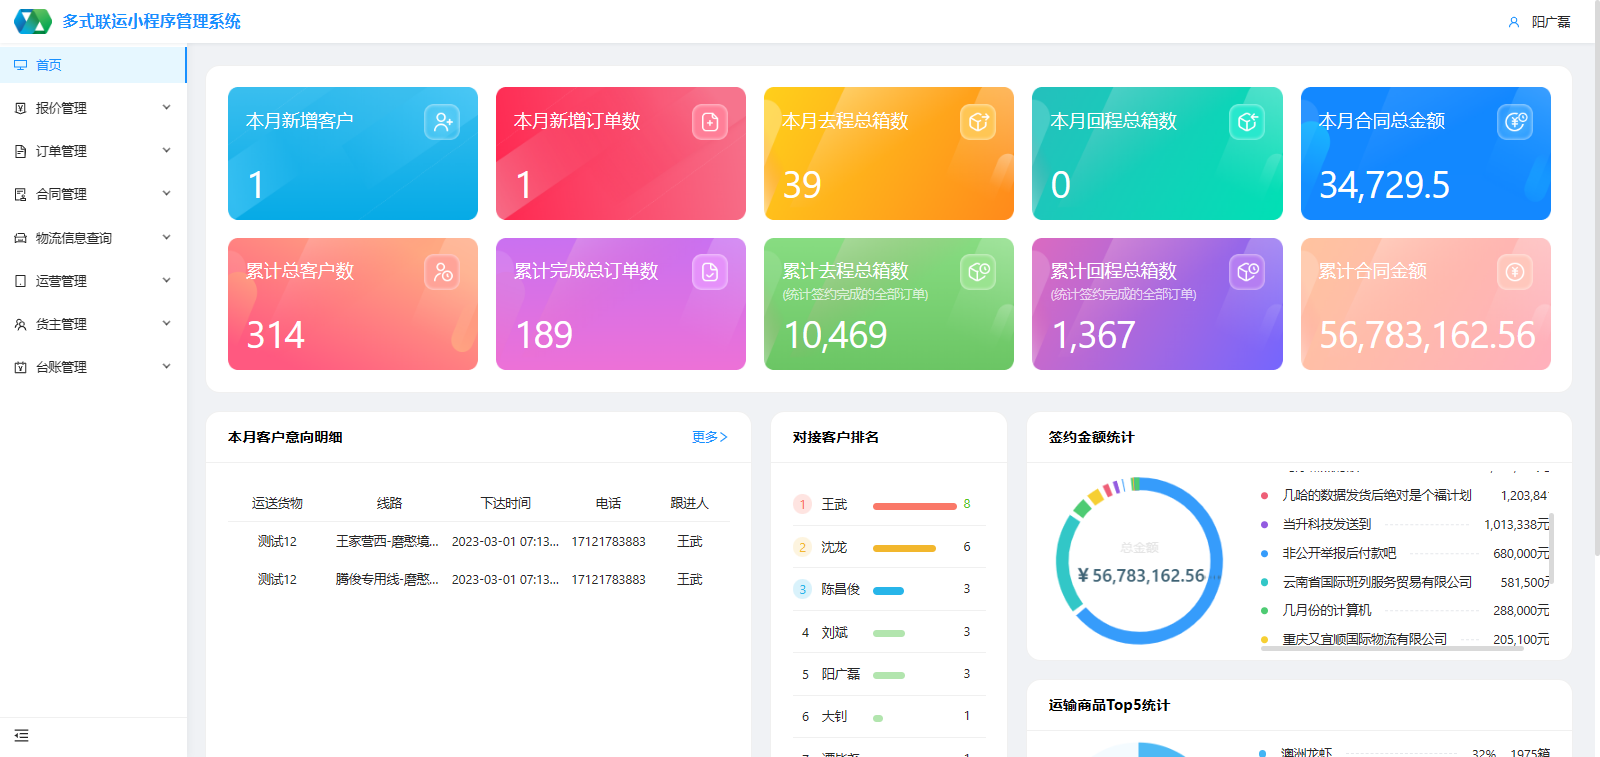 多式联运小程序管理系统
阳广磊
首页
报价管理
订单管理
合同管理
物流信息查询
运营管理
货主管理
台账管理
本月新增客户
1
本月新增订单数
1
本月去程总箱数
39
本月回程总箱数
0
本月合同总金额
34,729.5
累计总客户数
314
累计完成总订单数
189
累计去程总箱数
(统计签约完成的全部订单)
10,469
累计回程总箱数
(统计签约完成的全部订单)
1,367
累计合同金额
56,783,162.56
本月客户意向明细
更多
运送货物 线路 下达时间 电话 跟进人
测试12 王家营西-磨憨境... 2023-03-01 07:13... 17121783883 王武
测试12 腾俊专用线-磨憨... 2023-03-01 07:13... 17121783883 王武
对接客户排名
1 王武 8
2 沈龙 6
3 陈昌俊 3
4 刘斌 3
5 阳广磊 3
6 大钊 1
签约金额统计
总金额
¥ 56,783,162.56
几哈的数据发货后绝对是个福计划 1,203,841
当升科技发送到 1,013,338元
非公开举报后付款吧 680,000元
云南省国际班列服务贸易有限公司 581,500元
几月份的计算机 288,000元
重庆又宜顺国际物流有限公司 205,100元
运输商品Top5统计
澳洲龙虾 32% 1975箱